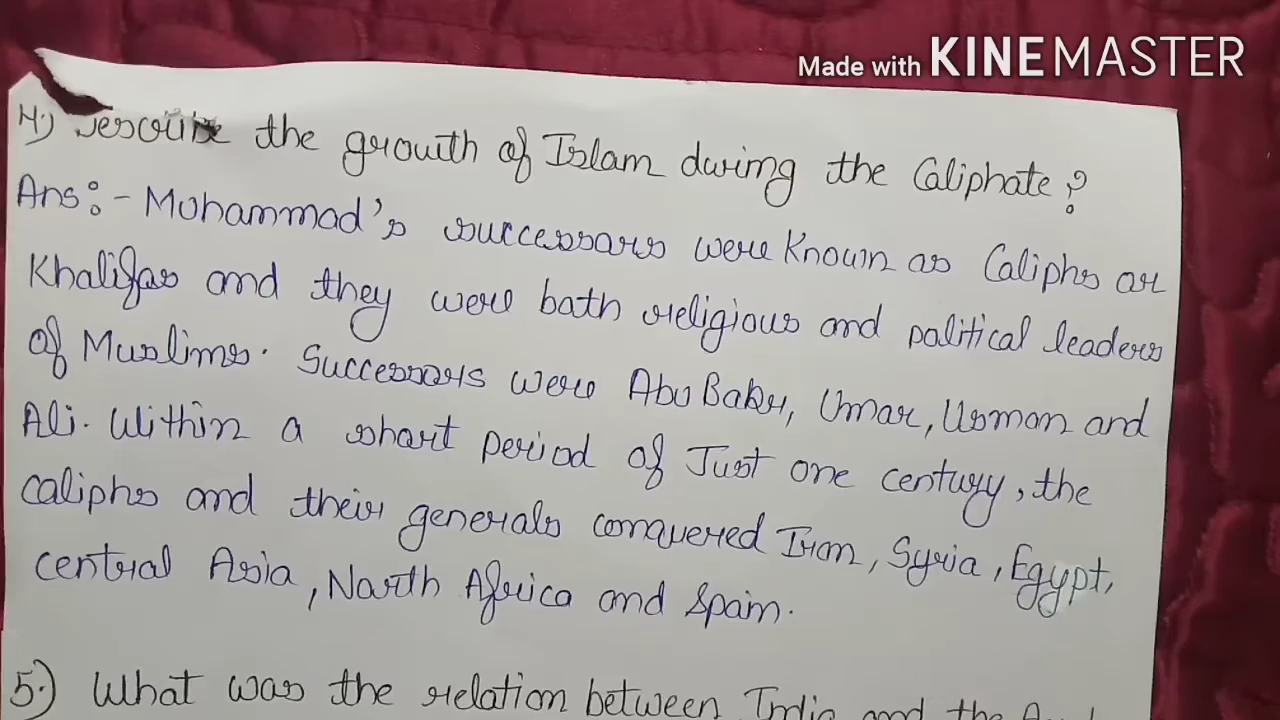 Made with KINEMASTER
4.) Describe the growth of Islam during the Caliphate?
Ans:- Mohammad's successors were known as Caliphs or
Khalifas and they were both religious and political leaders
of Muslims. Successors were Abu Bakr, Umar, Usman and
Ali. Within a short period of Just one century, the
caliphs and their generals conquered Iran, Syria, Egypt,
central Asia, North Africa and Spain.
5.) What was the relation between India and the